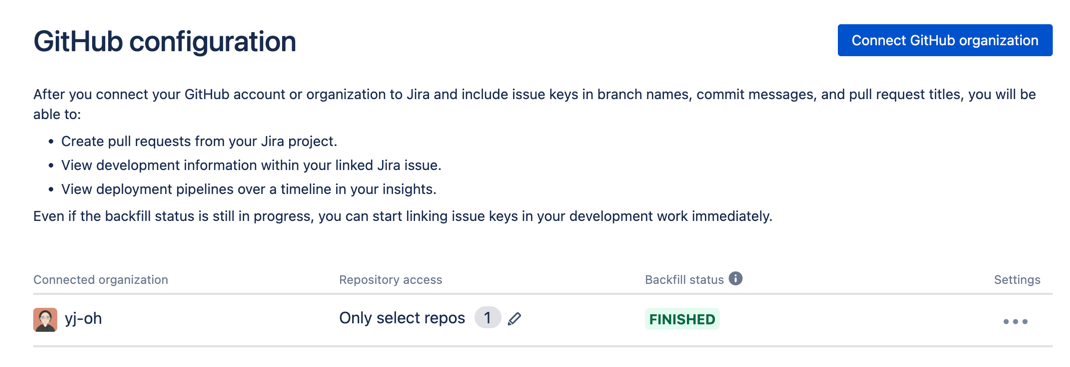 GitHub configuration
Connect GitHub organization
After you connect your GitHub account or organization to Jira and include issue keys in branch names, commit messages, and pull request titles, you will be
able to:
• Create pull requests from your Jira project.
• View development information within your linked Jira issue.
• View deployment pipelines over a timeline in your insights.
Even if the backfill status is still in progress, you can start linking issue keys in your development work immediately.
Connected organization Repository access Backfill status Settings
yj-oh Only select repos 1 FINISHED